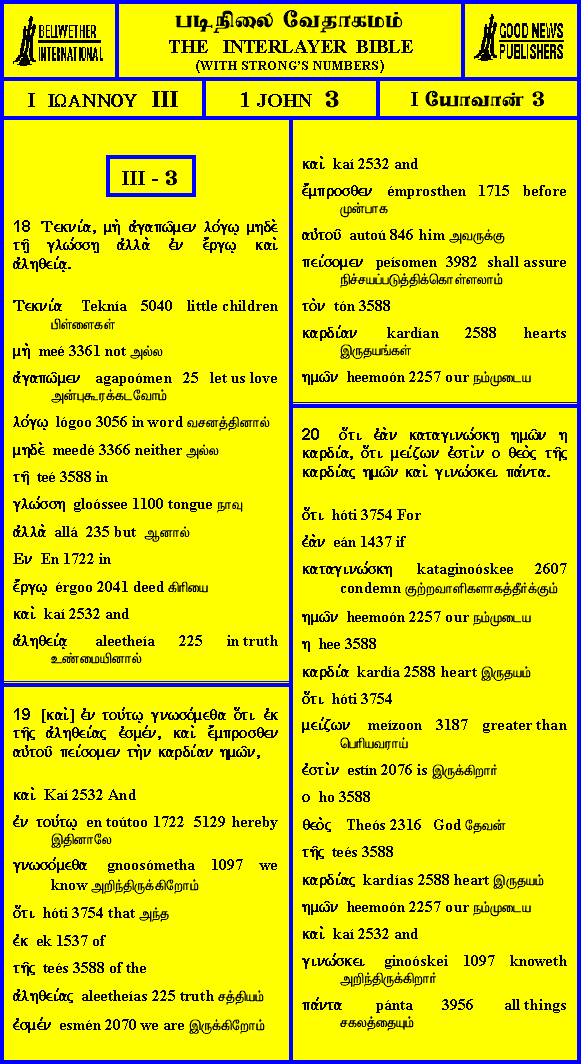 BELLWETHER
INTERNATIONAL
படிநிலை வேதாகமம்
THE INTERLAYER BIBLE
(WITH STRONG'S NUMBERS)
GOOD NEWS
PUBLISHERS
I ΙΩΑΝΝΟΥ III
1 JOHN 3
I யோவான் 3
III - 3
18 Τεκνία, μὴ ἀγαπῶμεν λόγῳ μηδὲ
τῇ γλώσσῃ ἀλλὰ ἐν ἔργῳ καὶ
ἀληθείᾳ.
Τεκνία Teknía 5040 little children
பிள்ளைகள்
μὴ meé 3361 not அல்ல
ἀγαπῶμεν agapoómen 25 let us love
அன்புகூரக்கடவோம்
λόγῳ lógoo 3056 in word வசனத்தினால்
μηδὲ meedé 3366 neither அல்ல
τῇ teé 3588 in
γλώσσῃ gloóssee 1100 tongue நாவு
ἀλλὰ allá 235 but ஆனால்
Εν En 1722 in
ἔργῳ érgoo 2041 deed கிரியை
καὶ kaí 2532 and
ἀληθείᾳ aleetheía 225 in truth
உண்மையினால்
19 [καὶ] ἐν τούτῳ γνωσόμεθα ὅτι ἐκ
τῆς ἀληθείας ἐσμέν, καὶ ἔμπροσθεν
αὐτοῦ πείσομεν τὴν καρδίαν ημῶν,
καὶ Kaí 2532 And
ἐν τούτῳ en toútoo 1722 5129 hereby
இதினாலே
γνωσόμεθα gnoosómetha 1097 we
know அறிந்திருக்கிறோம்
ὅτι hóti 3754 that அந்த
ἐκ ek 1537 of
τῆς teés 3588 of the
ἀληθείας aleetheías 225 truth சத்தியம்
ἐσμέν esmén 2070 we are இருக்கிறோம்
καὶ kaí 2532 and
ἔμπροσθεν émprosthen 1715 before
முன்பாக
αὐτοῦ autoú 846 him அவருக்கு
πείσομεν peísomen 3982 shall assure
நிச்சயப்படுத்திக்கொள்ளலாம்
τὸν tón 3588
καρδίαν kardían 2588 hearts
இருதயங்கள்
ημῶν heemoón 2257 our நம்முடைய
20 ὅτι ἐὰν καταγινώσκῃ ημῶν η
καρδία, ὅτι μείζων ἐστὶν ο θεὸς τῆς
καρδίας ημῶν καὶ γινώσκει πάντα.
ὅτι hóti 3754 For
ἐὰν eán 1437 if
καταγινώσκη kataginoóskee 2607
condemn குற்றவாளிகளாகத்தீர்க்கும்
ημῶν heemoón 2257 our நம்முடைய
η hee 3588
καρδία kardía 2588 heart இருதயம்
ὅτι hóti 3754
μείζων meízoon 3187 greater than
பெரியவராய்
ἐστὶν estín 2076 is இருக்கிறார்
ο ho 3588
θεὸς Theós 2316 God தேவன்
τῆς teés 3588
καρδίας kardías 2588 heart இருதயம்
ημῶν heemoón 2257 our நம்முடைய
καὶ kaí 2532 and
γινώσκει ginoóskei 1097 knoweth
அறிந்திருக்கிறார்
πάντα pánta 3956 all things
சகலத்தையும்